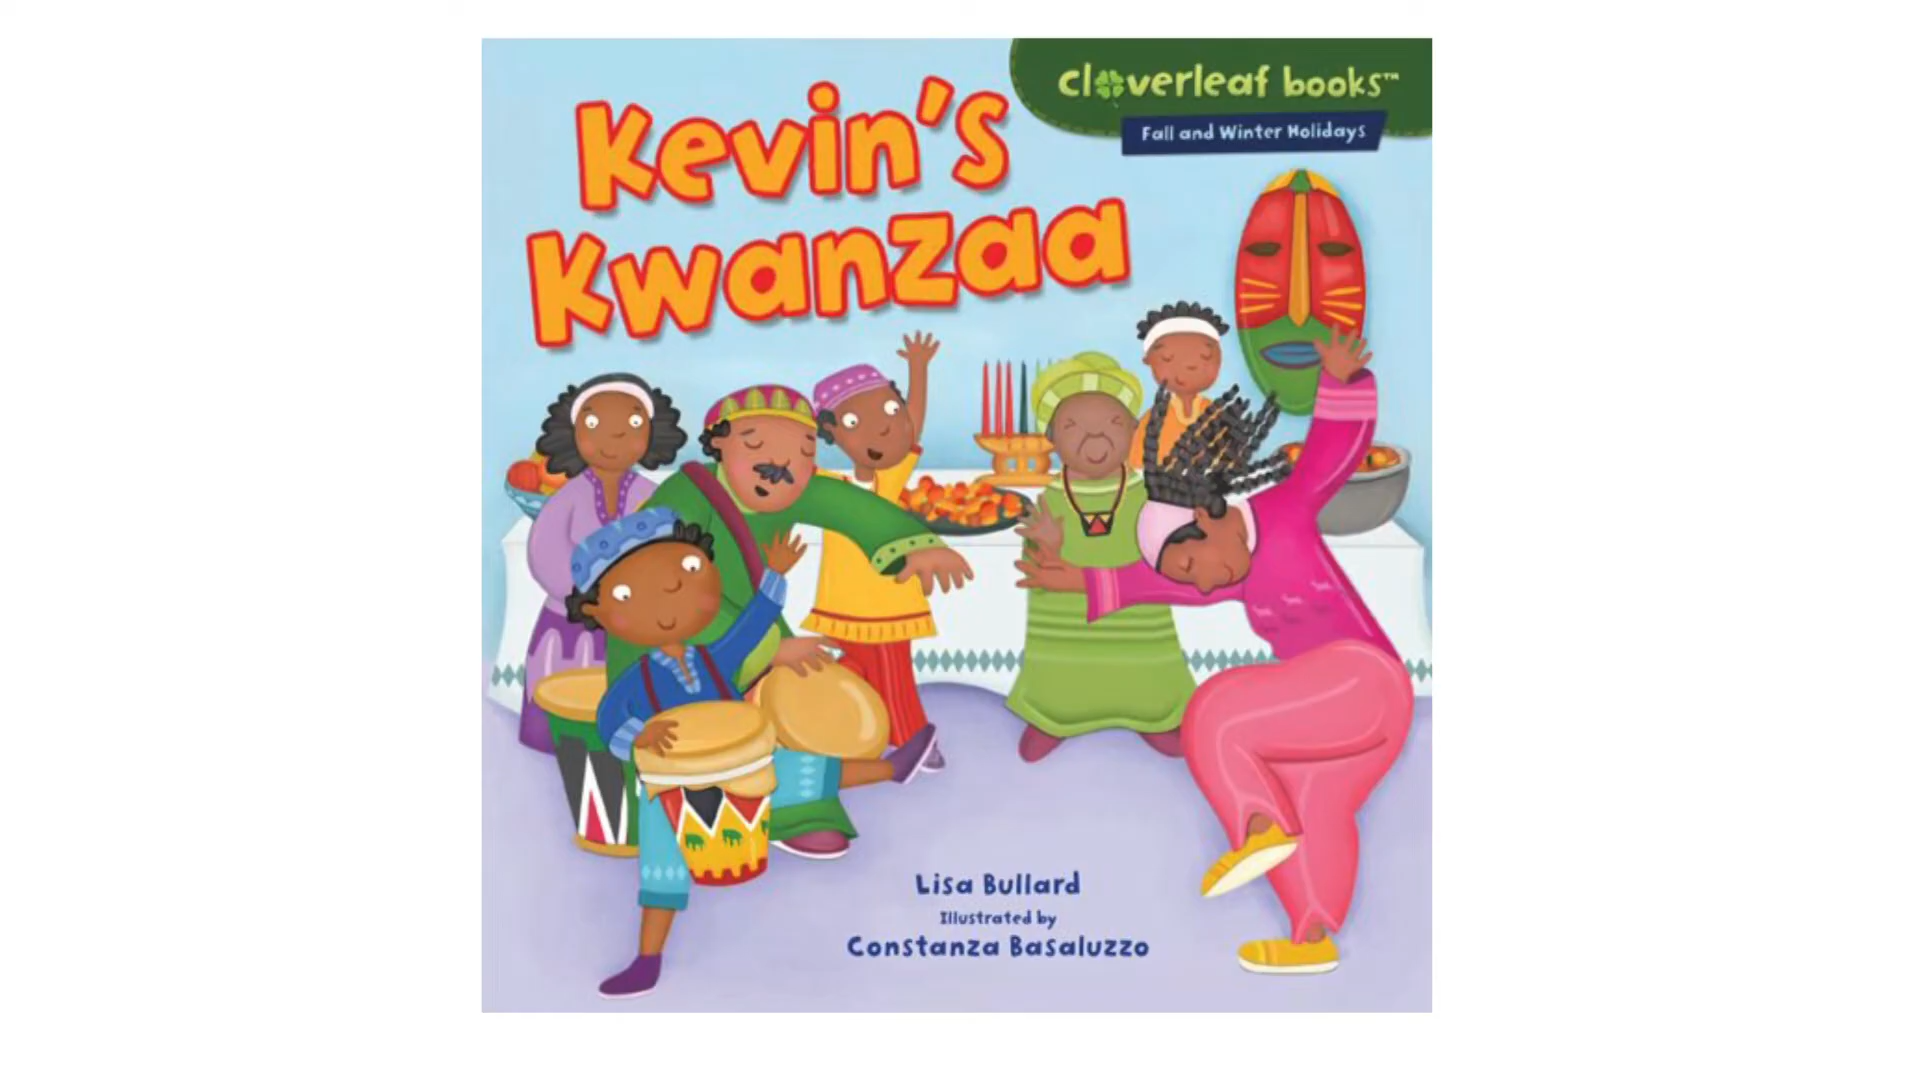 cloverleaf books™
Fall and Winter Holidays
Kevin's
Kwanzaa
Lisa Bullard
Illustrated by
Constanza Basaluzzo